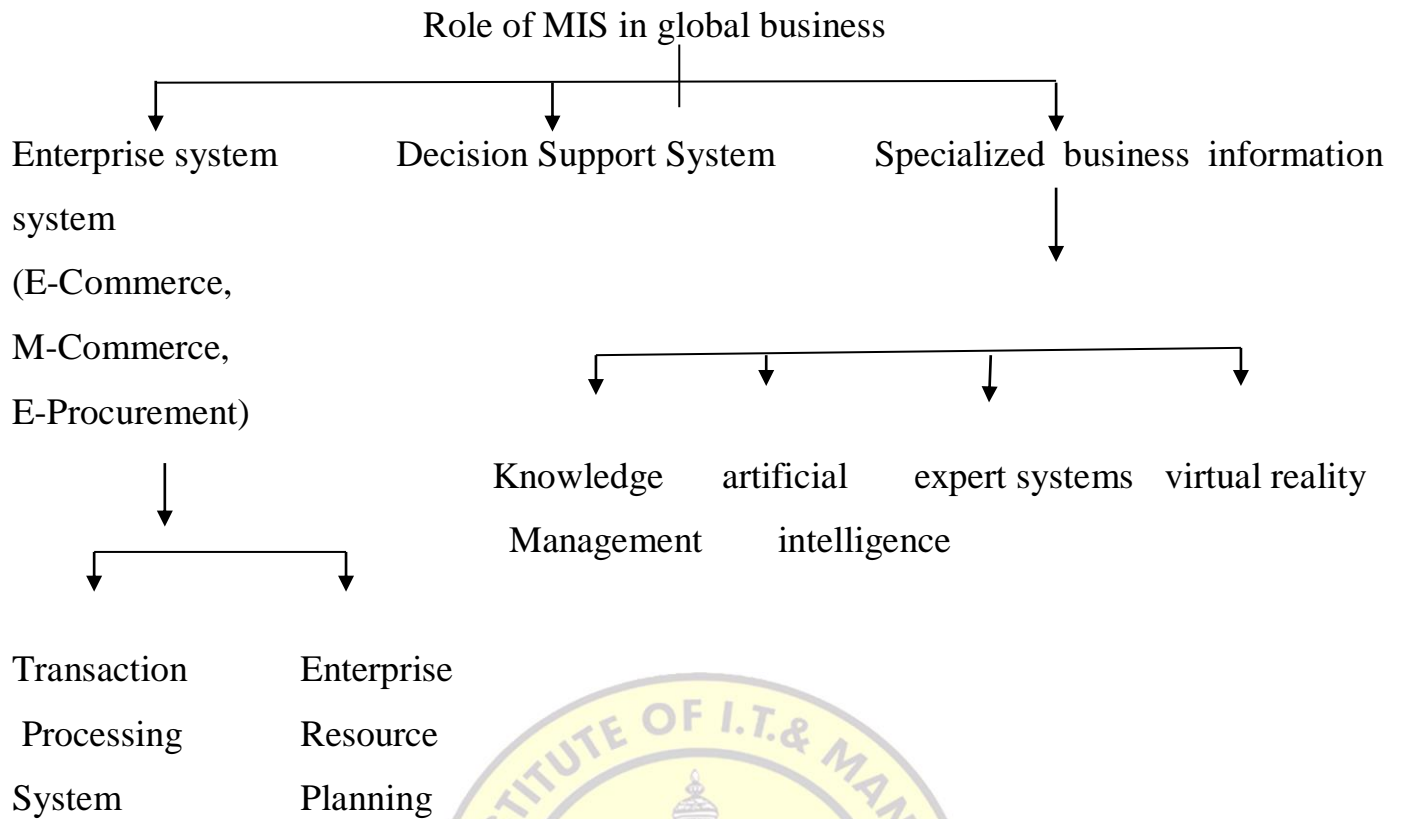 Role of MIS in global business
Enterprise system Decision Support System Specialized business information
system
(E-Commerce,
M-Commerce,
E-Procurement)
Knowledge artificial expert systems virtual reality
Management intelligence
Transaction Enterprise
Processing Resource
System Planning
OF I.T.&